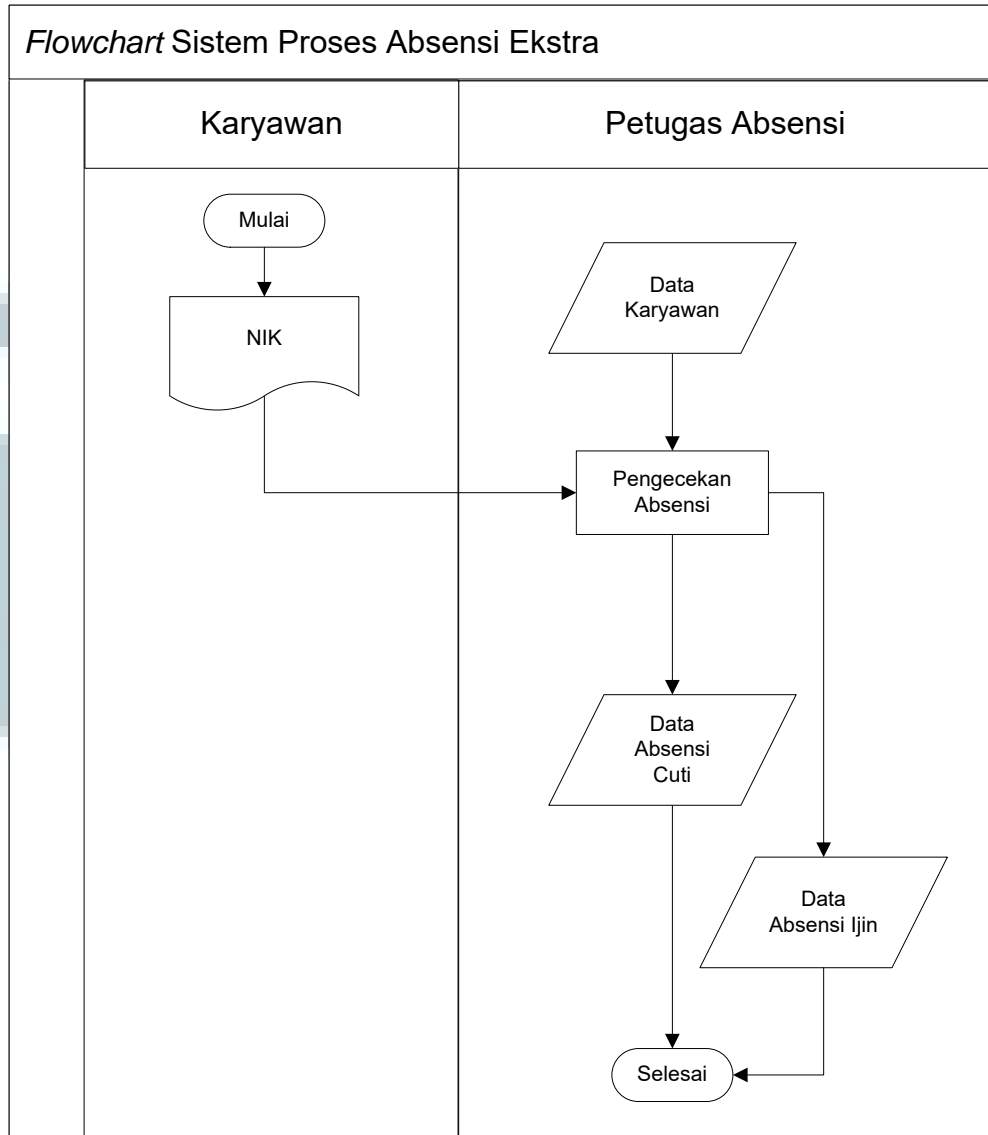 Flowchart Sistem Proses Absensi Ekstra
Karyawan
Petugas Absensi
Mulai
NIK
Data
Karyawan
Pengecekan
Absensi
Data
Absensi
Cuti
Data
Absensi Ijin
Selesai